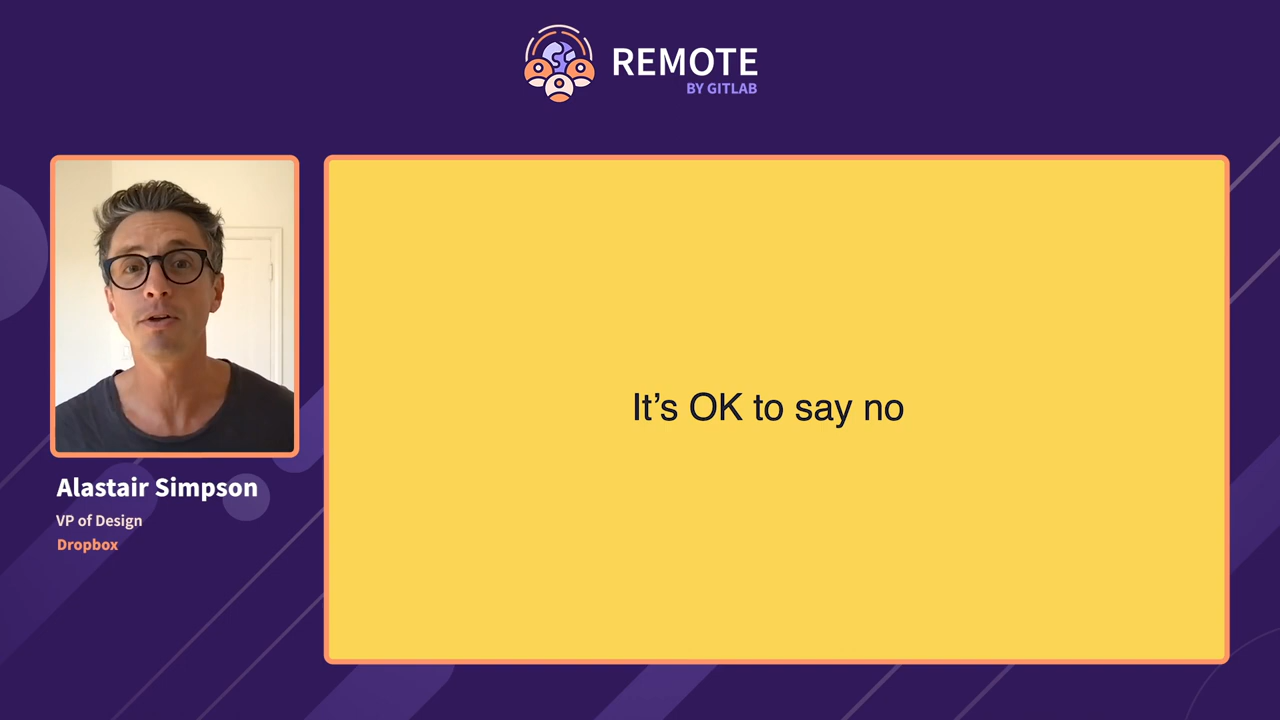 REMOTE
BY GITLAB
It’s OK to say no
Alastair Simpson
VP of Design
Dropbox